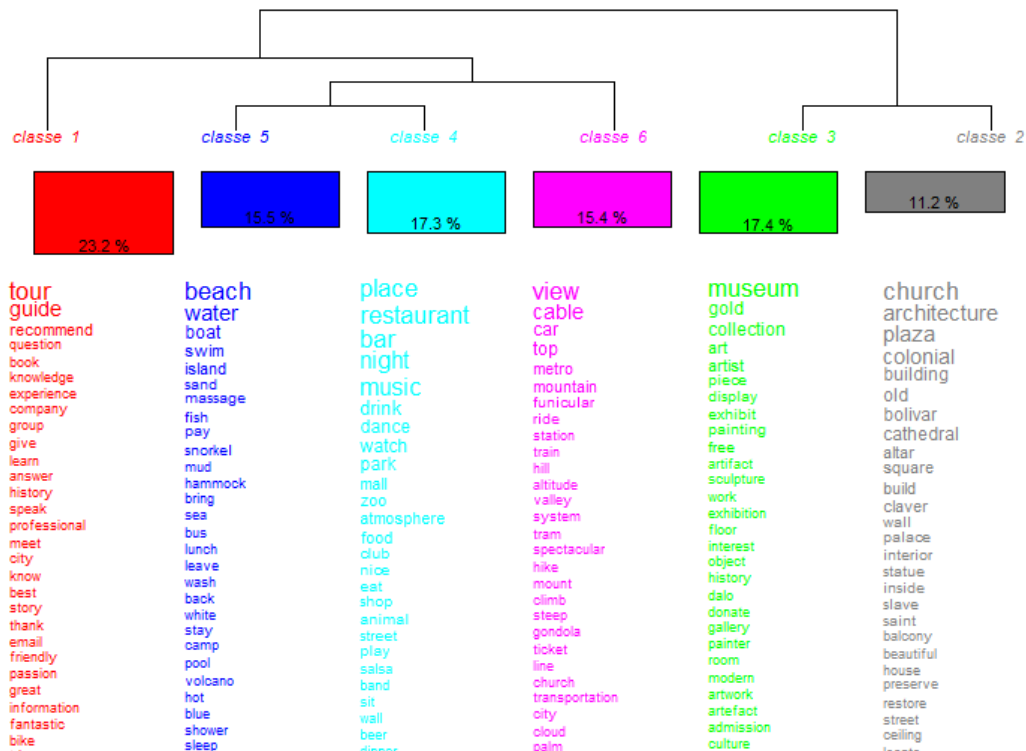 classe 1
classe 5
classe 4
classe 6
classe 3
classe 2
23.2 %
15.5 %
17.3 %
15.4 %
17.4 %
11.2 %
tour
guide
recommend
question
book
knowledge
experience
company
group
give
learn
answer
history
speak
professional
meet
city
know
best
story
thank
email
friendly
passion
great
information
fantastic
bike
beach
water
boat
swim
island
sand
massage
fish
pay
snorkel
mud
hammock
bring
sea
bus
lunch
leave
wash
back
white
stay
camp
pool
volcano
hot
blue
shower
sleep
place
restaurant
bar
night
music
drink
dance
watch
park
mall
zoo
atmosphere
food
club
nice
eat
shop
animal
street
play
salsa
band
sit
wall
beer
view
cable
car
top
metro
mountain
funicular
ride
station
train
hill
altitude
valley
system
tram
spectacular
hike
mount
climb
steep
gondola
ticket
line
church
transportation
city
cloud
palm
museum
gold
collection
art
artist
piece
display
exhibit
painting
free
artifact
sculpture
work
exhibition
floor
interest
object
history
dalo
donate
gallery
painter
room
modern
artwork
artefact
admission
culture
church
architecture
plaza
colonial
building
old
bolivar
cathedral
altar
square
build
claver
wall
palace
interior
statue
inside
slave
saint
balcony
beautiful
house
preserve
restore
street
ceiling